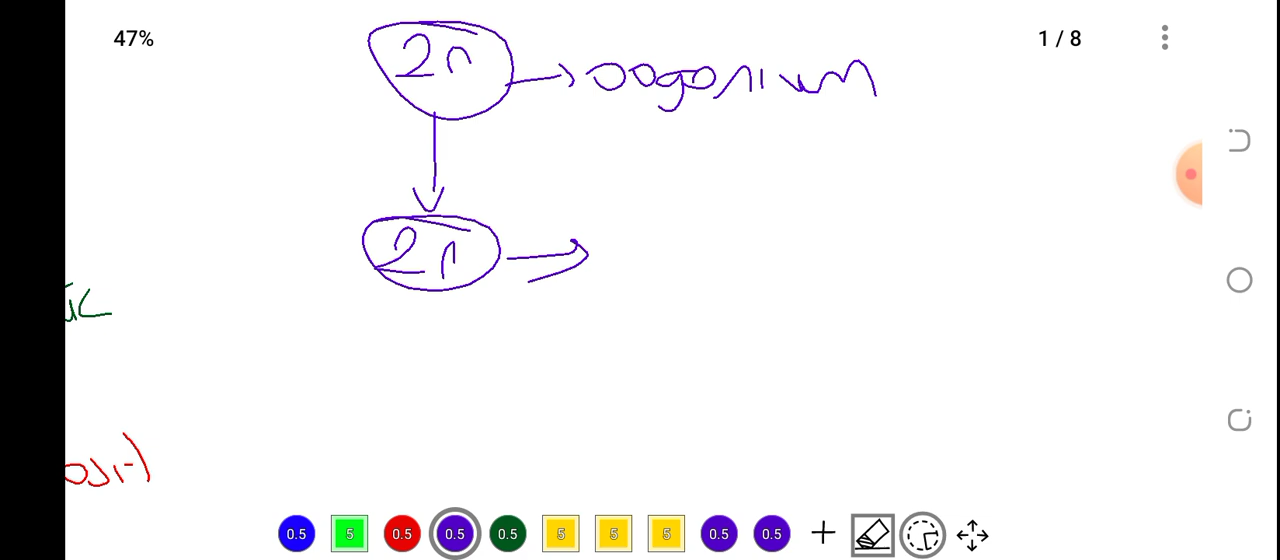 47%
1 / 8
2n → oogonium
2n →
0.5 5 0.5 0.5 0.5 5 5 5 0.5 0.5